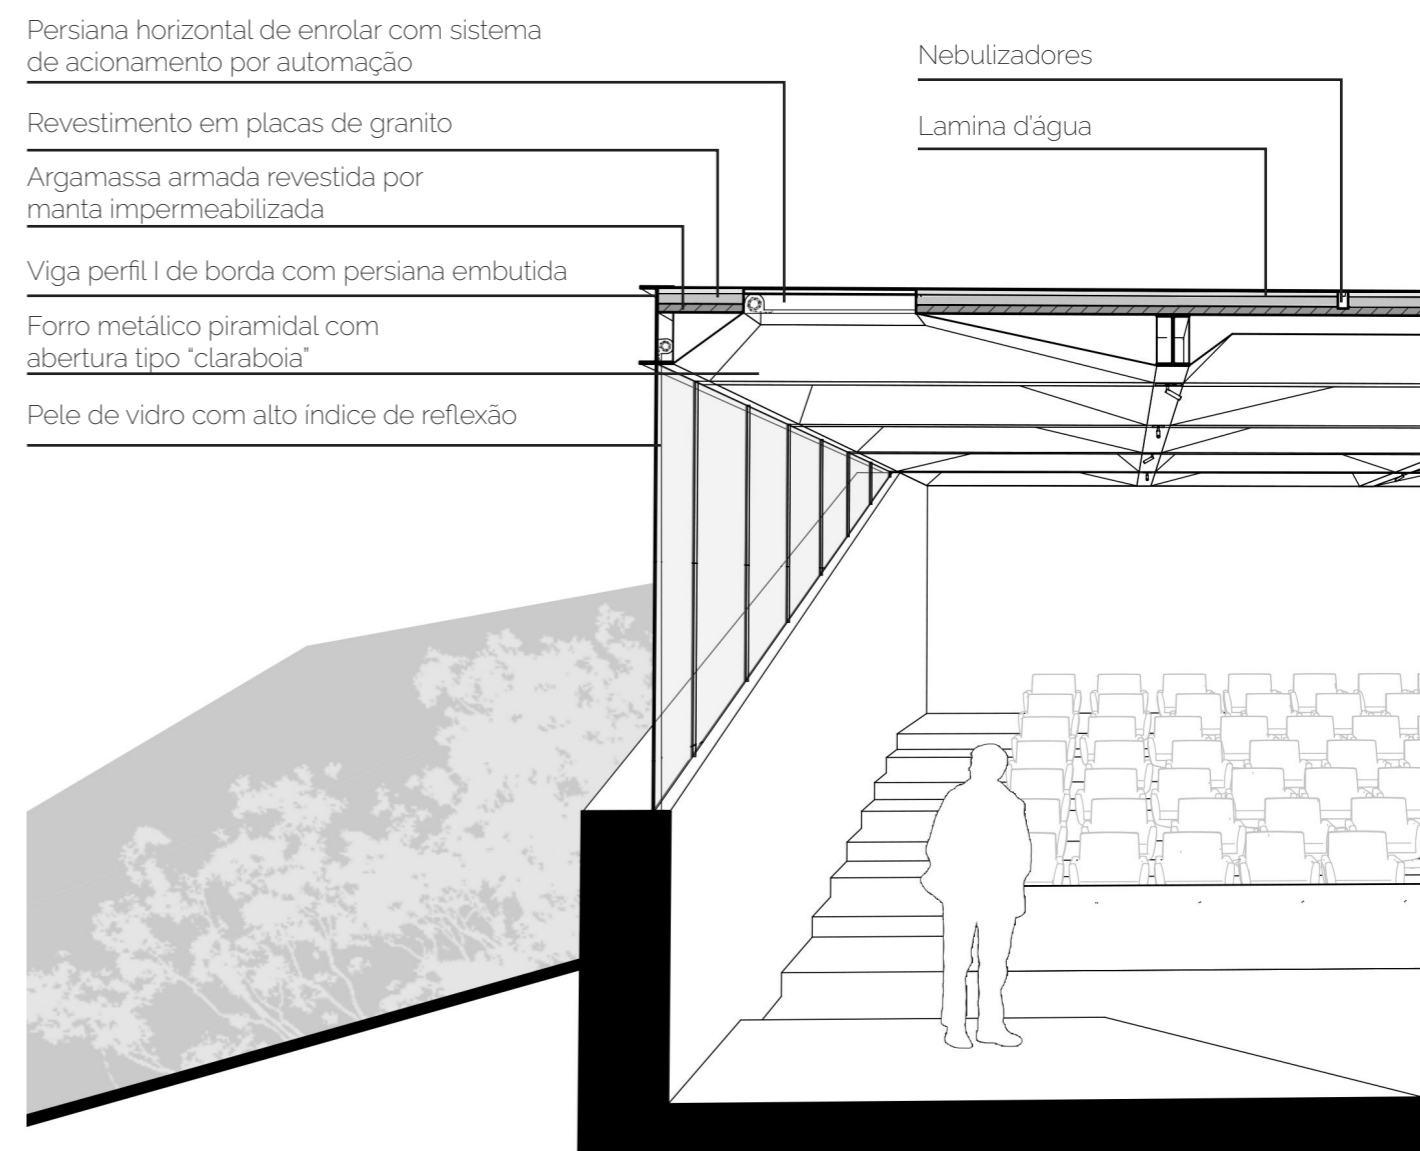 Persiana horizontal de enrolar com sistema
de acionamento por automação
Revestimento em placas de granito
Argamassa armada revestida por
manta impermeabilizada
Viga perfil I de borda com persiana embutida
Forro metálico piramidal com
abertura tipo “claraboia”
Pele de vidro com alto índice de reflexão
Nebulizadores
Lamina d'água